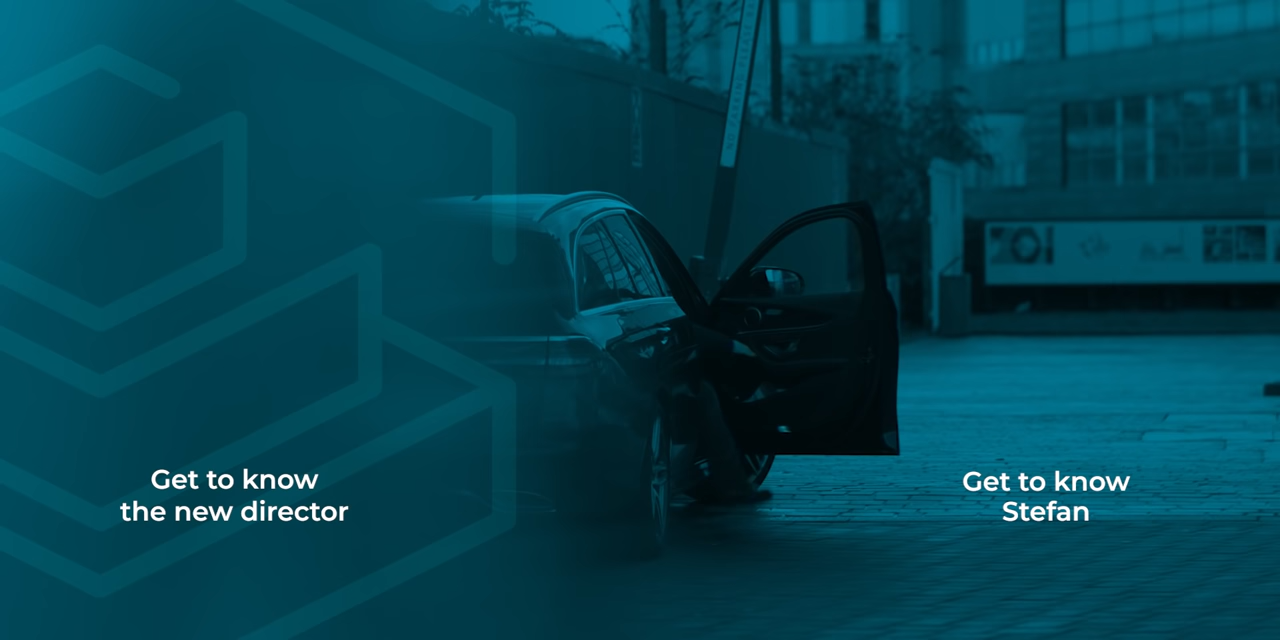 Get to know
the new director
Get to know
Stefan